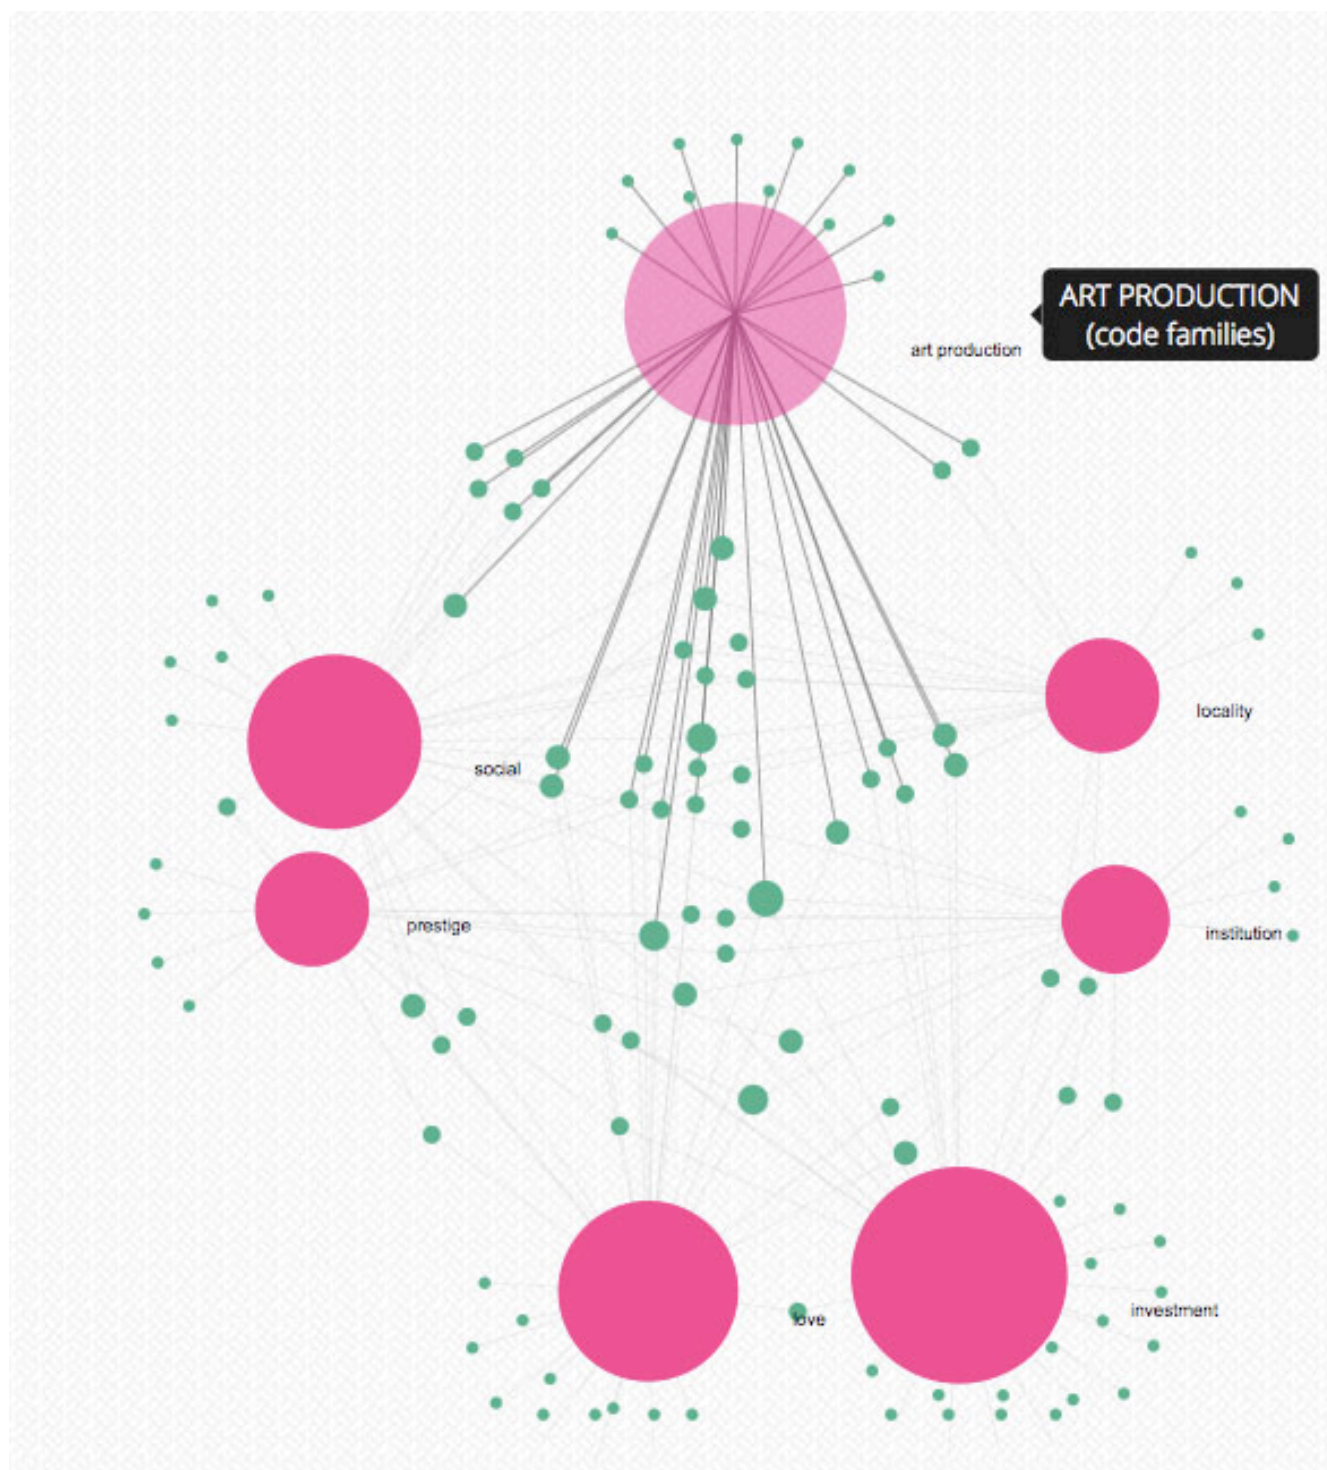 ART PRODUCTION
(code families)
art production
locality
social
prestige
institution
love
investment